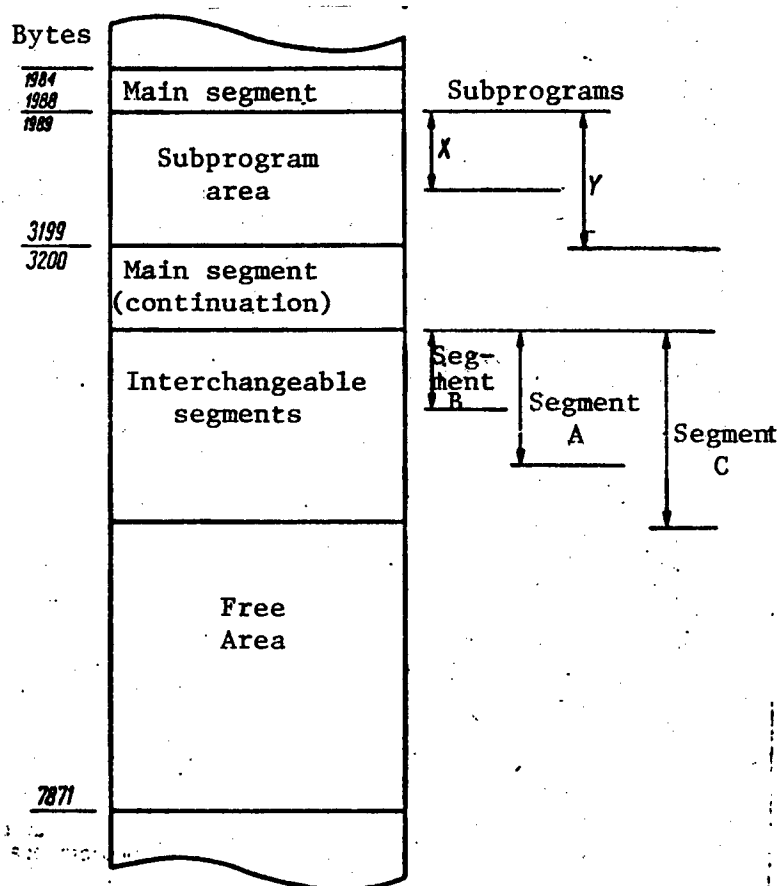 Bytes
1984
Main segment
Subprograms
1988
1989
X
Y
Subprogram
area
3199
3200
Main segment
(continuation)
Seg-
ment
B
Interchangeable
segments
Segment
A
Segment
C
Free
Area
7871